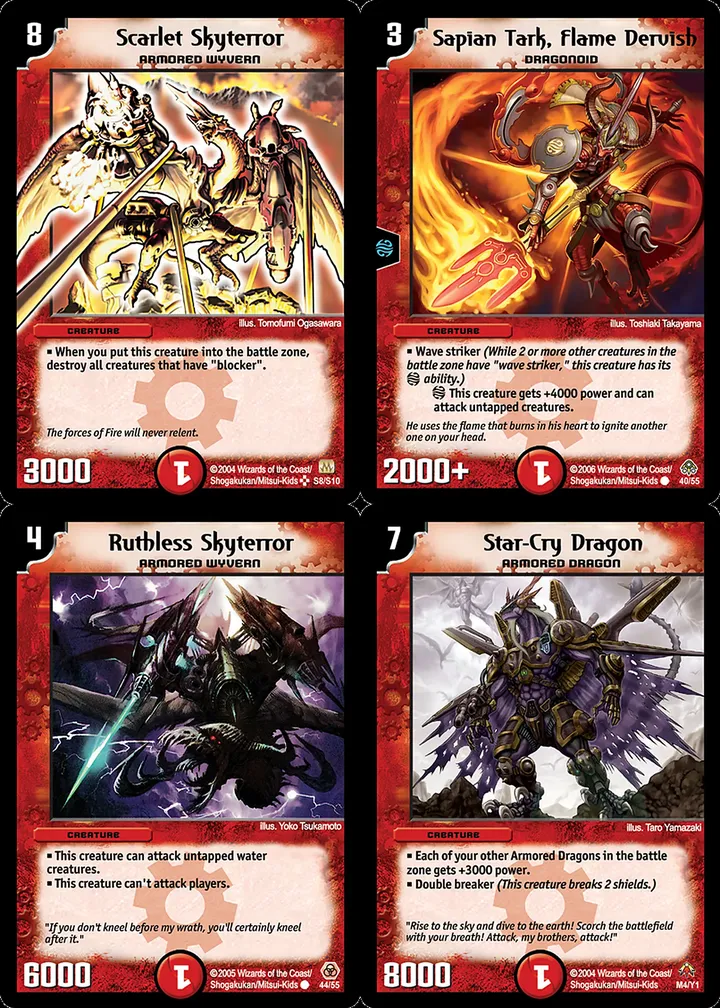 8
Scarlet Skyterror
ARMORED WYVERN
illus. Tomofumi Ogasawara
CREATURE
▪ When you put this creature into the battle zone,
destroy all creatures that have "blocker".
The forces of Fire will never relent.
3000
1
©2004 Wizards of the Coast/
Shogakukan/Mitsui-Kids S8/S10
3
Sapian Tark, Flame Dervish
DRAGONOID
illus. Toshiaki Takayama
CREATURE
▪ Wave striker (While 2 or more other creatures in the
battle zone have "wave striker," this creature has its
ability.)
This creature gets +4000 power and can
attack untapped creatures.
He uses the flame that burns in his heart to ignite another
one on your head.
2000+
1
©2006 Wizards of the Coast/
Shogakukan/Mitsui-Kids 40/55
4
Ruthless Skyterror
ARMORED WYVERN
illus. Yoko Tsukamoto
CREATURE
▪ This creature can attack untapped water
creatures.
▪ This creature can't attack players.
"If you don't kneel before my wrath, you'll certainly kneel
after it."
6000
1
©2005 Wizards of the Coast/
Shogakukan/Mitsui-Kids 44/55
7
Star-Cry Dragon
ARMORED DRAGON
illus. Taro Yamazaki
CREATURE
▪ Each of your other Armored Dragons in the battle
zone gets +3000 power.
▪ Double breaker (This creature breaks 2 shields.)
"Rise to the sky and dive to the earth! Scorch the battlefield
with your breath! Attack, my brothers, attack!"
8000
1
©2004 Wizards of the Coast/
Shogakukan/Mitsui-Kids M4/Y1